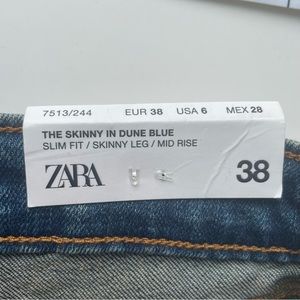 7513/244 EUR 38 USA 6 MEX 28
THE SKINNY IN DUNE BLUE
SLIM FIT / SKINNY LEG / MID RISE
ZARA 38